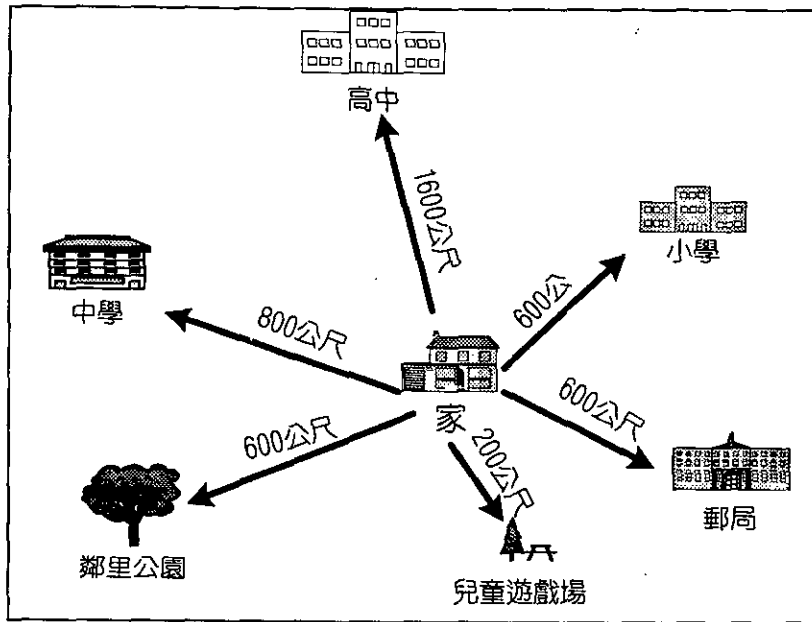 高中
1600公尺
小學
中學
600公
800公尺
家
600公尺
600公尺
200公尺
郵局
鄰里公園
兒童遊戲場